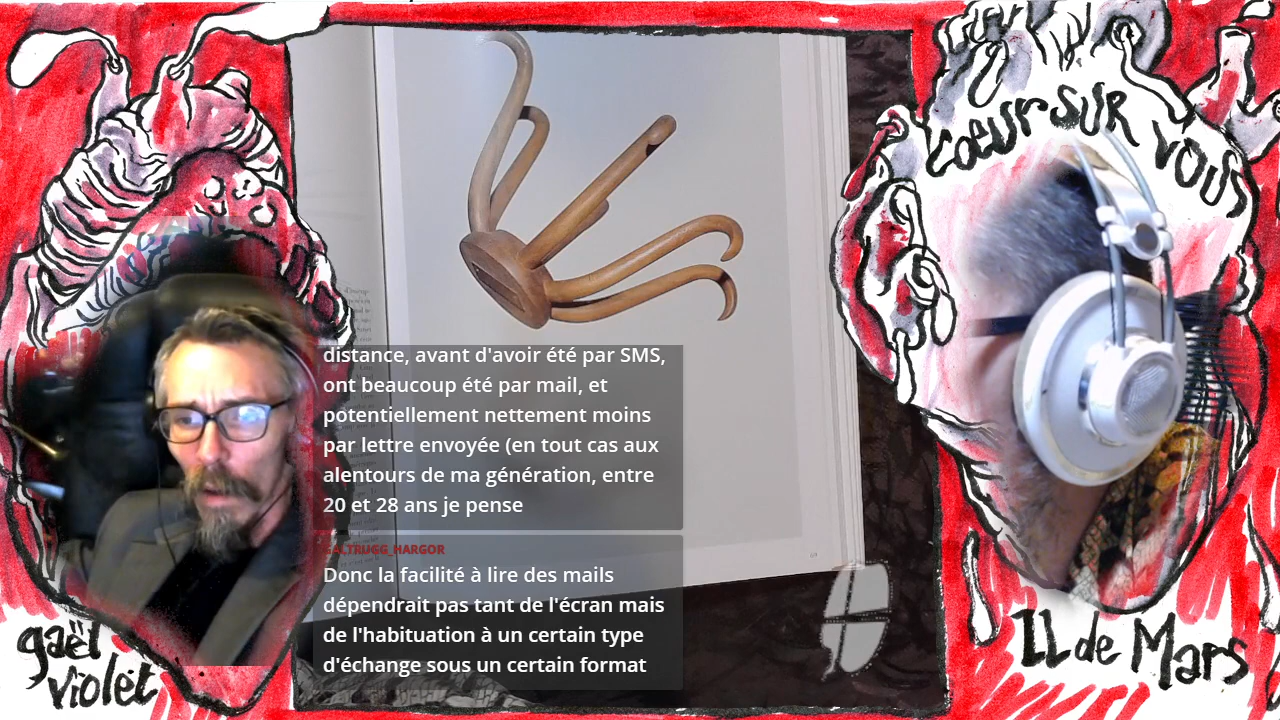 cœur SUR VOUS
distance, avant d'avoir été par SMS,
ont beaucoup été par mail, et
potentiellement nettement moins
par lettre envoyée (en tout cas aux
alentours de ma génération, entre
20 et 28 ans je pense
GALTRUGG_HARGOR
Donc la facilité à lire des mails
dépendrait pas tant de l'écran mais
de l'habituation à un certain type
d'échange sous un certain format
gaël
violet
LL de Mars